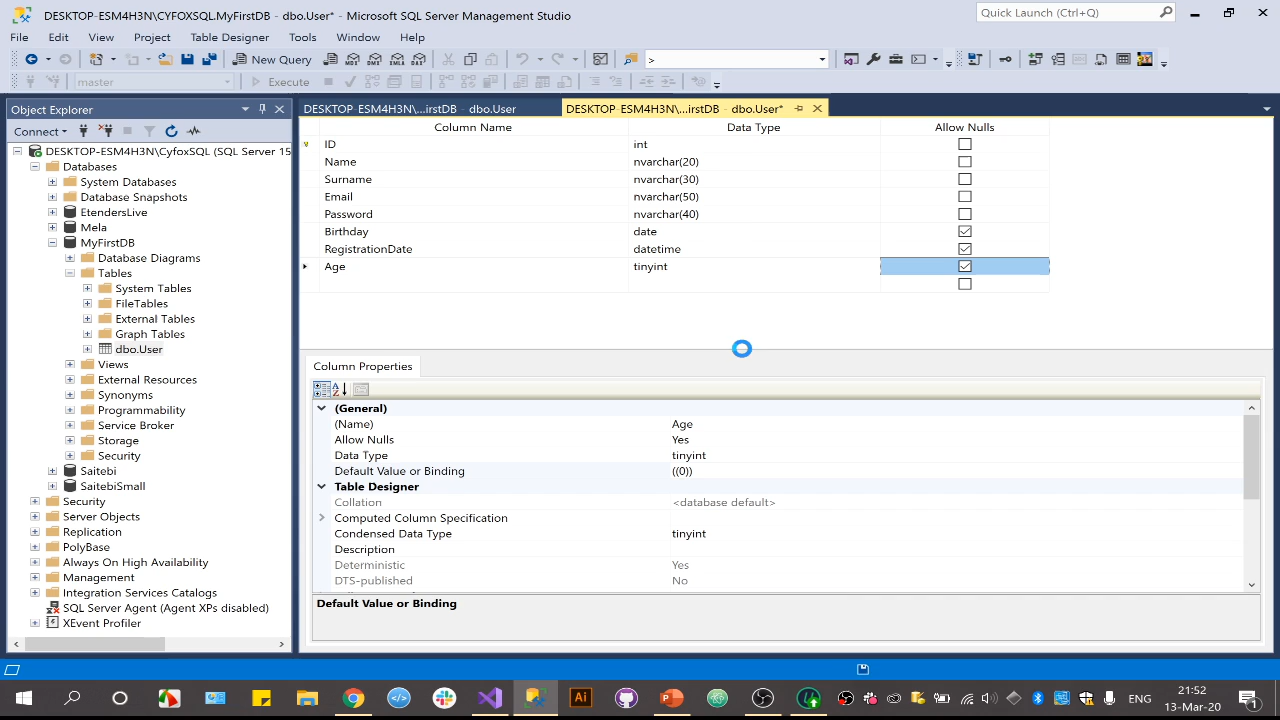 DESKTOP-ESM4H3N\CYFOXSQL.MyFirstDB - dbo.User* - Microsoft SQL Server Management Studio
Quick Launch (Ctrl+Q)
File Edit View Project Table Designer Tools Window Help
New Query MDX DMX XMLA DAX >
master Execute
Object Explorer
DESKTOP-ESM4H3N\...irstDB - dbo.User
DESKTOP-ESM4H3N\...irstDB - dbo.User*
Connect
DESKTOP-ESM4H3N\CyfoxSQL (SQL Server 15
Databases
System Databases
Database Snapshots
EtendersLive
Mela
MyFirstDB
Database Diagrams
Tables
System Tables
FileTables
External Tables
Graph Tables
dbo.User
Views
External Resources
Synonyms
Programmability
Service Broker
Storage
Security
Saitebi
SaitebiSmall
Security
Server Objects
Replication
PolyBase
Always On High Availability
Management
Integration Services Catalogs
SQL Server Agent (Agent XPs disabled)
XEvent Profiler
Column Name Data Type Allow Nulls
ID int
Name nvarchar(20)
Surname nvarchar(30)
Email nvarchar(50)
Password nvarchar(40)
Birthday date
RegistrationDate datetime
Age tinyint
Column Properties
(General)
(Name) Age
Allow Nulls Yes
Data Type tinyint
Default Value or Binding ((0))
Table Designer
Collation <database default>
Computed Column Specification
Condensed Data Type tinyint
Description
Deterministic Yes
DTS-published No
Default Value or Binding
Ai
ENG
21:52
13-Mar-20
1